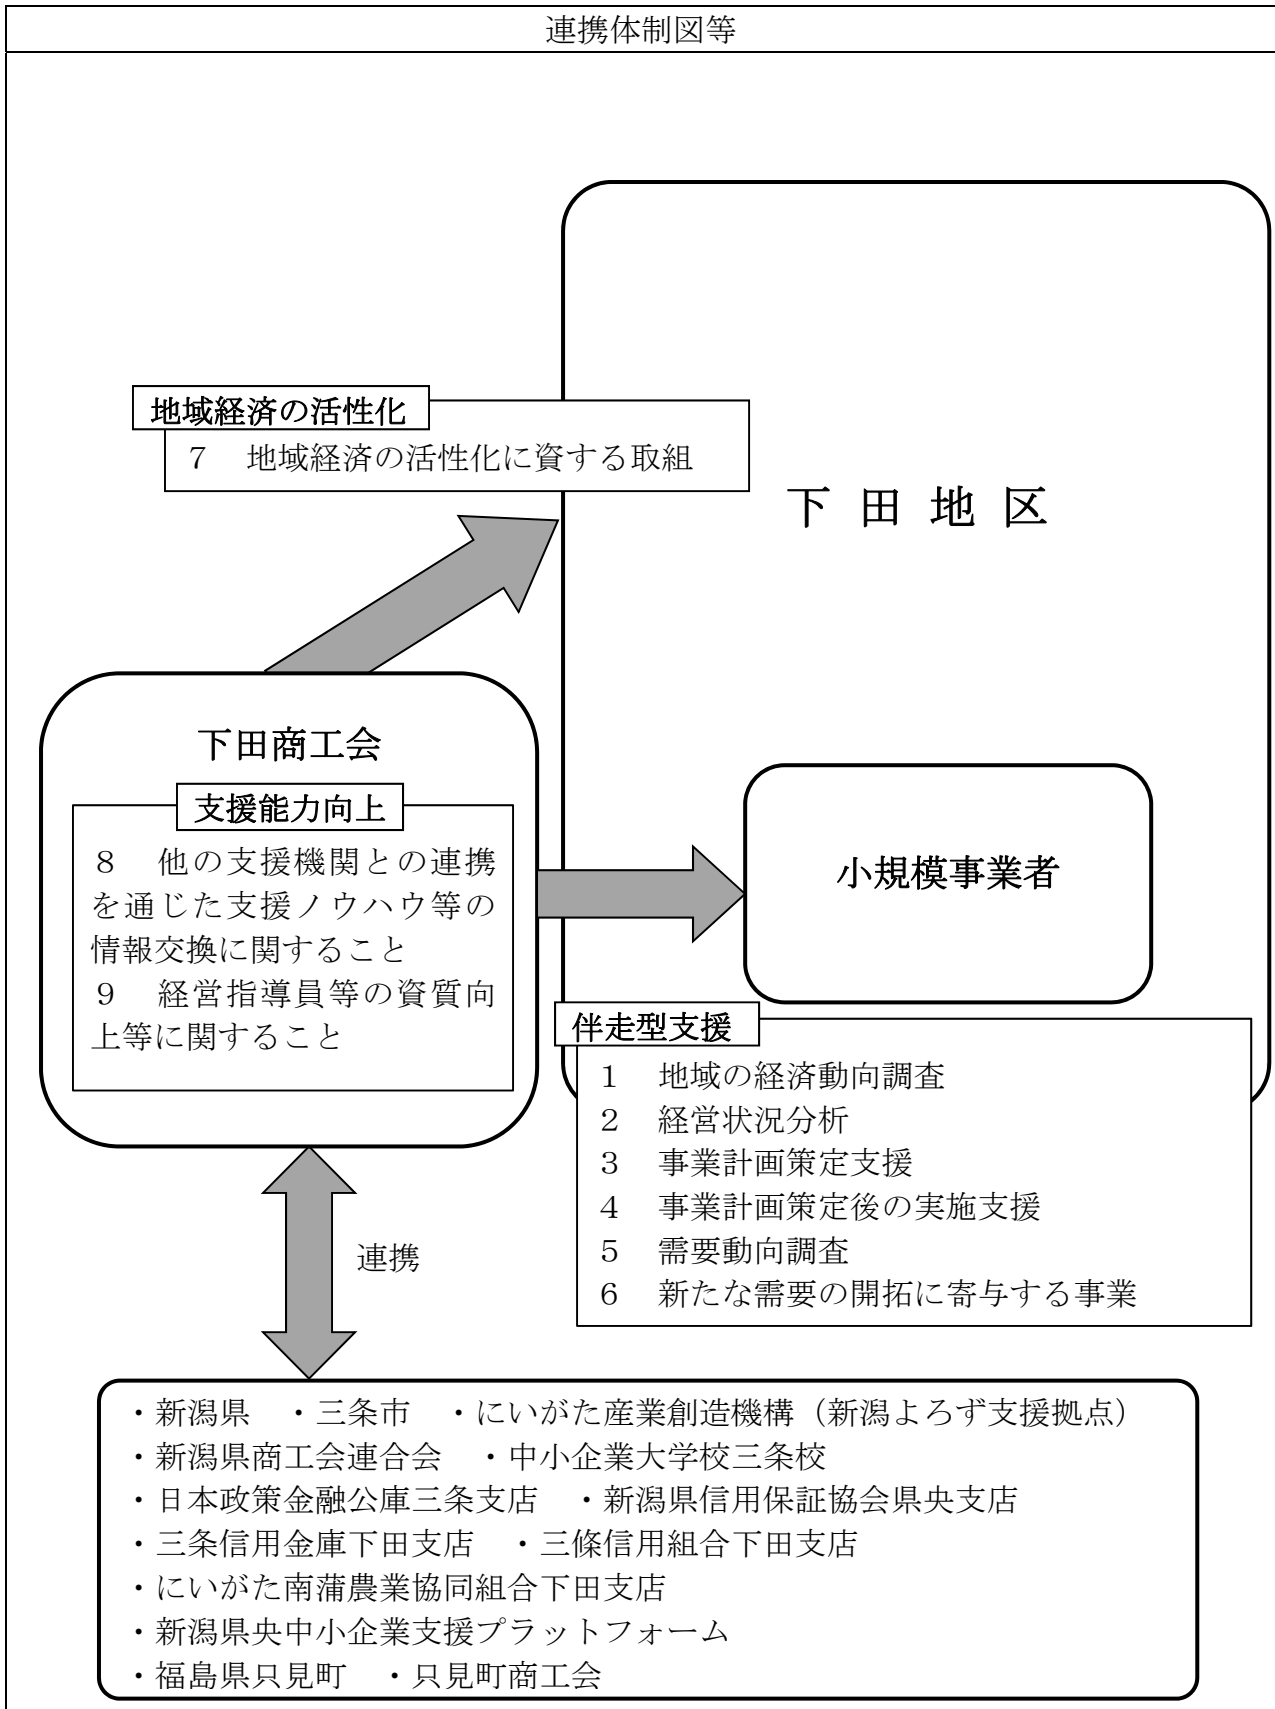 連携体制図等
地域経済の活性化
７　地域経済の活性化に資する取組
下 田 地 区
下田商工会
支援能力向上
８　他の支援機関との連携
を通じた支援ノウハウ等の
情報交換に関すること
９　経営指導員等の資質向
上等に関すること
小規模事業者
伴走型支援
１　地域の経済動向調査
２　経営状況分析
３　事業計画策定支援
４　事業計画策定後の実施支援
５　需要動向調査
６　新たな需要の開拓に寄与する事業
連携
・新潟県　・三条市　・にいがた産業創造機構（新潟よろず支援拠点）
・新潟県商工会連合会　・中小企業大学校三条校
・日本政策金融公庫三条支店　・新潟県信用保証協会県央支店
・三条信用金庫下田支店　・三條信用組合下田支店
・にいがた南蒲農業協同組合下田支店
・新潟県央中小企業支援プラットフォーム
・福島県只見町　・只見町商工会